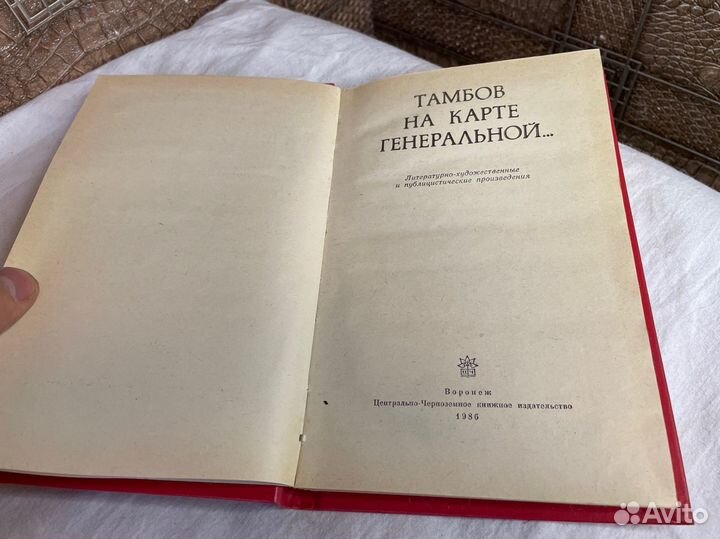 ТАМБОВ
НА КАРТЕ
ГЕНЕРАЛЬНОЙ...
Литературно-художественные
и публицистические произведения
Воронеж
Центрально-Черноземное книжное издательство
1986
Avito